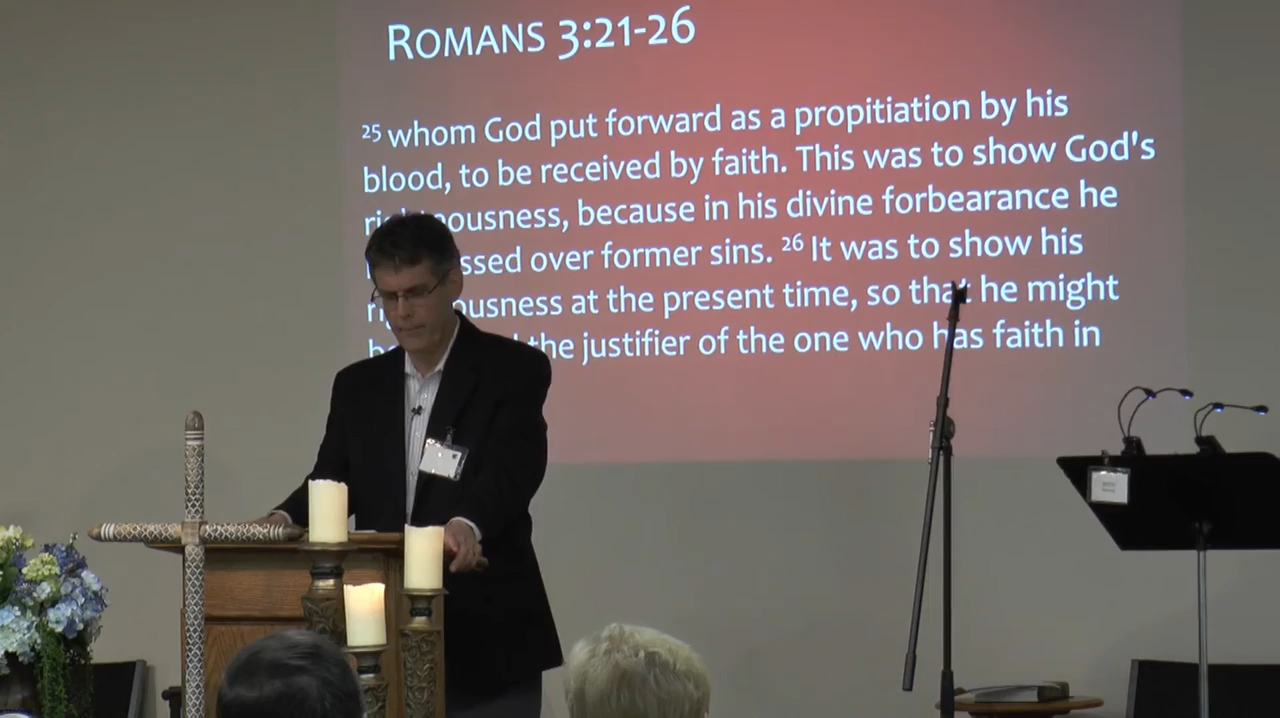 ROMANS 3:21-26
25 whom God put forward as a propitiation by his
blood, to be received by faith. This was to show God's
righteousness, because in his divine forbearance he
ssed over former sins. 26 It was to show his
ousness at the present time, so that he might
the justifier of the one who has faith in